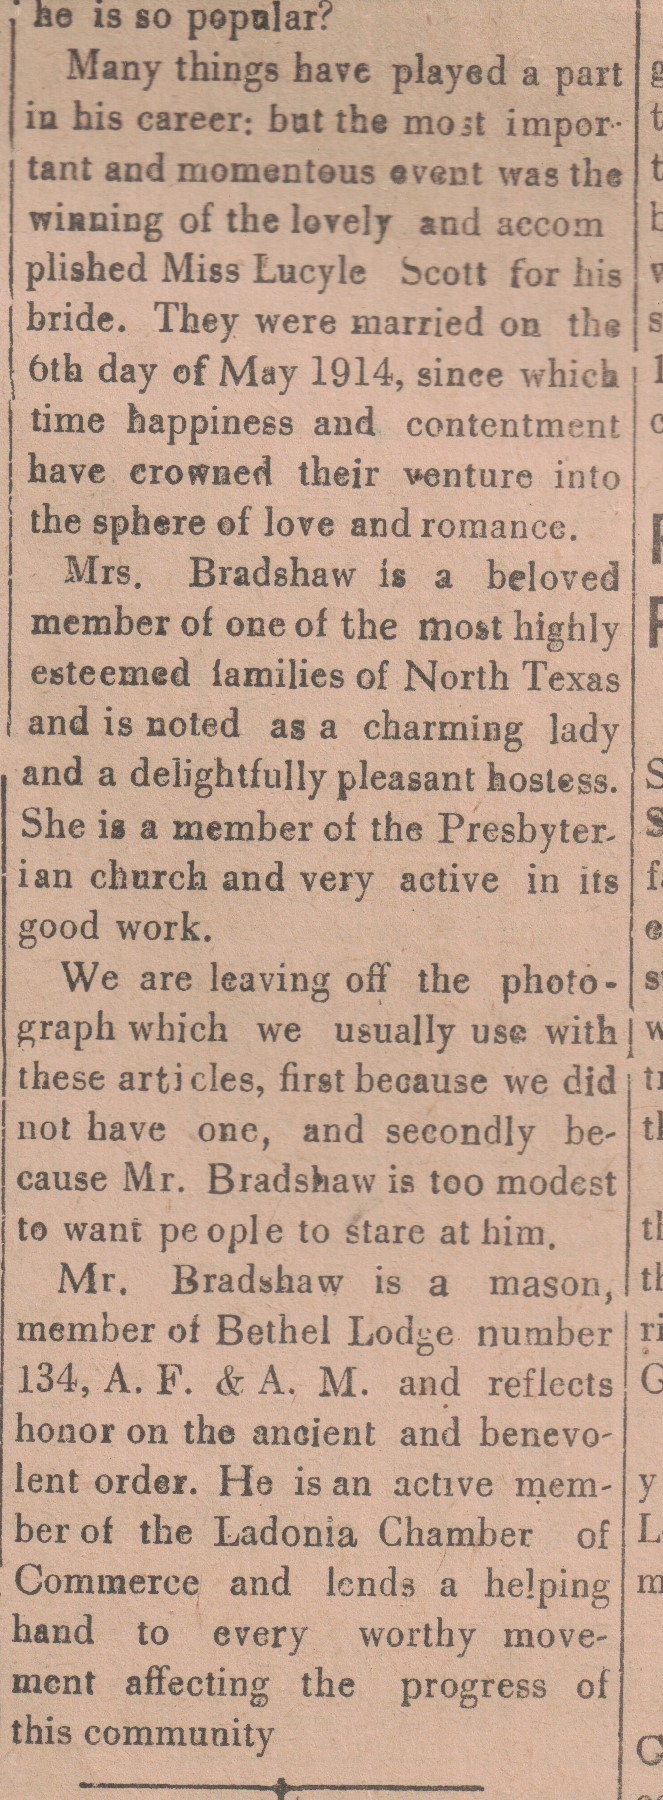 he is so popular?
Many things have played a part
in his career: but the most impor-
tant and momentous event was the
winning of the lovely and accom
plished Miss Lucyle Scott for his
bride. They were married on the
6th day of May 1914, since which
time happiness and contentment
have crowned their venture into
the sphere of love and romance.
Mrs. Bradshaw is a beloved
member of one of the most highly
esteemed families of North Texas
and is noted as a charming lady
and a delightfully pleasant hostess.
She is a member of the Presbyter-
ian church and very active in its
good work.
We are leaving off the photo-
graph which we usually use with
these articles, first because we did
not have one, and secondly be-
cause Mr. Bradshaw is too modest
to want people to stare at him.
Mr. Bradshaw is a mason,
member of Bethel Lodge number
134, A. F. & A. M. and reflects
honor on the ancient and benevo-
lent order. He is an active mem-
ber of the Ladonia Chamber of
Commerce and lends a helping
hand to every worthy move-
ment affecting the progress of
this community